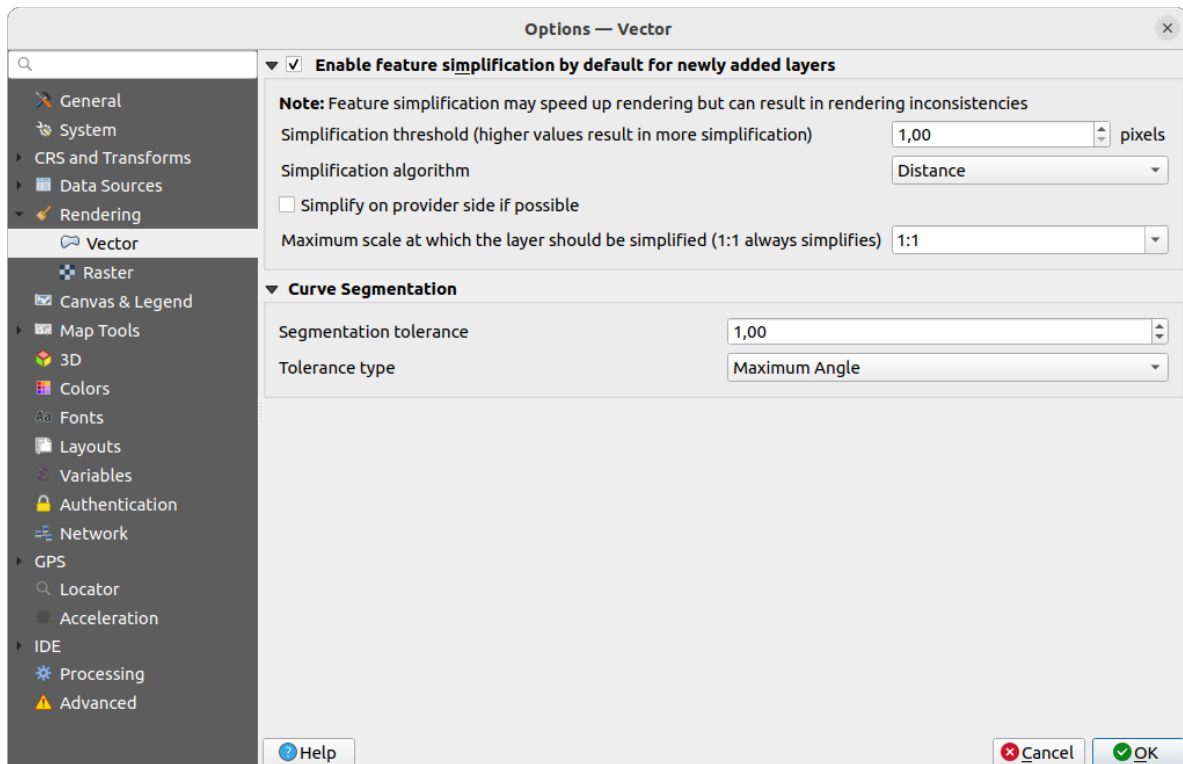 Options — Vector
General
System
CRS and Transforms
Data Sources
Rendering
Vector
Raster
Canvas & Legend
Map Tools
3D
Colors
Aa Fonts
Layouts
ε Variables
Authentication
Network
GPS
Locator
Acceleration
IDE
Processing
Advanced
Enable feature simplification by default for newly added layers
Note: Feature simplification may speed up rendering but can result in rendering inconsistencies
Simplification threshold (higher values result in more simplification) 1,00 pixels
Simplification algorithm Distance
Simplify on provider side if possible
Maximum scale at which the layer should be simplified (1:1 always simplifies) 1:1
Curve Segmentation
Segmentation tolerance 1,00
Tolerance type Maximum Angle
? Help Cancel OK